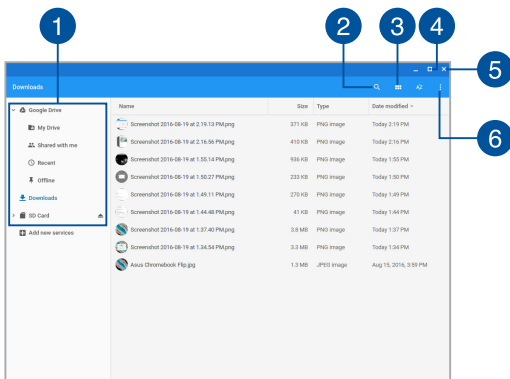 1
2
3
4
5
6
Downloads
AZ
Google Drive
My Drive
Shared with me
Recent
Offline
Downloads
SD Card
Add new services
Name Size Type Date modified
Screenshot 2016-08-19 at 2.19.13 PM.png 371 KB PNG image Today 2:19 PM
Screenshot 2016-08-19 at 2.16.56 PM.png 410 KB PNG image Today 2:16 PM
Screenshot 2016-08-19 at 1.55.14 PM.png 936 KB PNG image Today 1:55 PM
Screenshot 2016-08-19 at 1.50.27 PM.png 233 KB PNG image Today 1:50 PM
Screenshot 2016-08-19 at 1.49.11 PM.png 270 KB PNG image Today 1:49 PM
Screenshot 2016-08-19 at 1.44.48 PM.png 41 KB PNG image Today 1:44 PM
Screenshot 2016-08-19 at 1.37.40 PM.png 3.8 MB PNG image Today 1:37 PM
Screenshot 2016-08-19 at 1.34.54 PM.png 3.3 MB PNG image Today 1:34 PM
Asus Chromebook Flip.jpg 1.3 MB JPEG image Aug 15, 2016, 3:59 PM